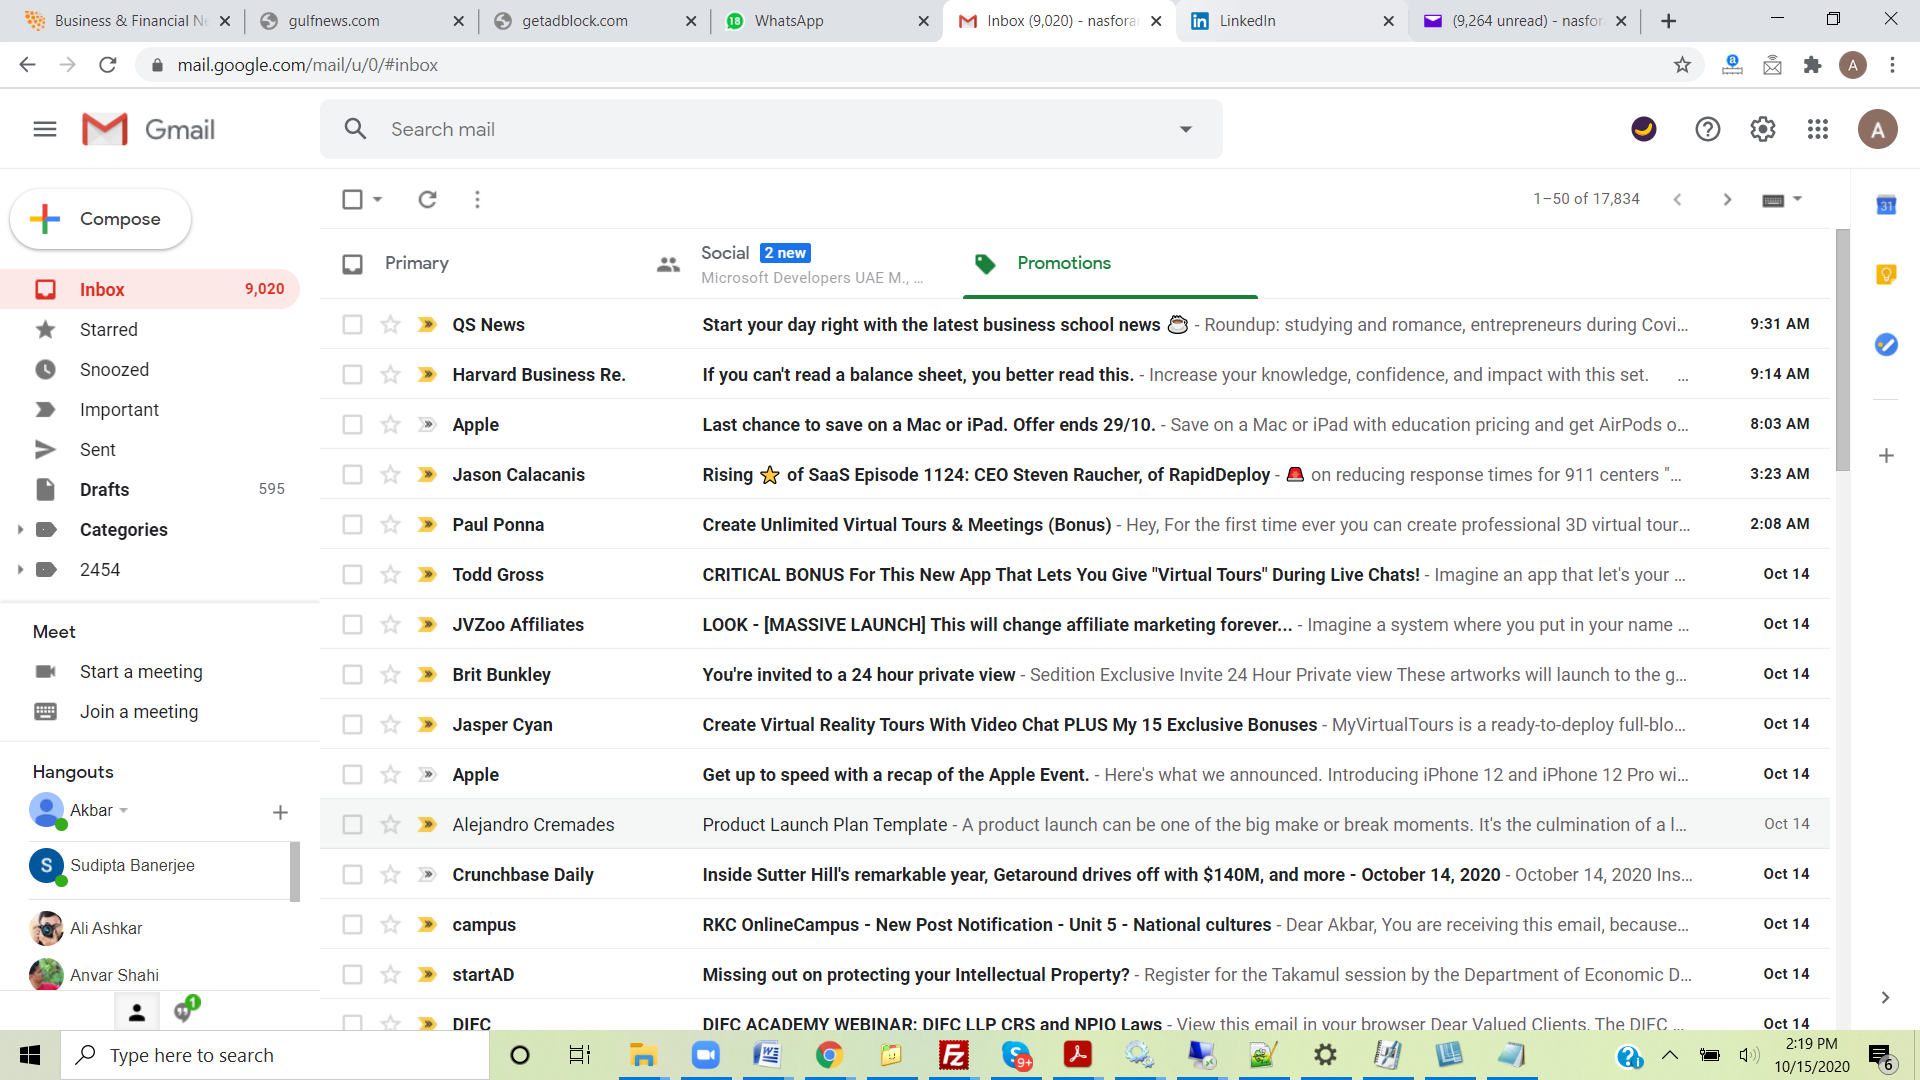 Business & Financial N
gulfnews.com
getadblock.com
18 WhatsApp
Inbox (9,020) - nasfora
LinkedIn
(9,264 unread) - nasfor
mail.google.com/mail/u/0/#inbox
A
Gmail
Search mail
A
Compose
1–50 of 17,834
31
Primary
Social 2 new
Microsoft Developers UAE M., ...
Promotions
Inbox 9,020
Starred
Snoozed
Important
Sent
Drafts 595
Categories
2454
Meet
Start a meeting
Join a meeting
Hangouts
Akbar
S Sudipta Banerjee
Ali Ashkar
Anvar Shahi
1
QS News Start your day right with the latest business school news - Roundup: studying and romance, entrepreneurs during Covi... 9:31 AM
Harvard Business Re. If you can't read a balance sheet, you better read this. - Increase your knowledge, confidence, and impact with this set. ... 9:14 AM
Apple Last chance to save on a Mac or iPad. Offer ends 29/10. - Save on a Mac or iPad with education pricing and get AirPods o... 8:03 AM
Jason Calacanis Rising ⭐ of SaaS Episode 1124: CEO Steven Raucher, of RapidDeploy - 🚨 on reducing response times for 911 centers "... 3:23 AM
Paul Ponna Create Unlimited Virtual Tours & Meetings (Bonus) - Hey, For the first time ever you can create professional 3D virtual tour... 2:08 AM
Todd Gross CRITICAL BONUS For This New App That Lets You Give "Virtual Tours" During Live Chats! - Imagine an app that let's your ... Oct 14
JVZoo Affiliates LOOK - [MASSIVE LAUNCH] This will change affiliate marketing forever... - Imagine a system where you put in your name ... Oct 14
Brit Bunkley You're invited to a 24 hour private view - Sedition Exclusive Invite 24 Hour Private view These artworks will launch to the g... Oct 14
Jasper Cyan Create Virtual Reality Tours With Video Chat PLUS My 15 Exclusive Bonuses - MyVirtualTours is a ready-to-deploy full-blo... Oct 14
Apple Get up to speed with a recap of the Apple Event. - Here's what we announced. Introducing iPhone 12 and iPhone 12 Pro wi... Oct 14
Alejandro Cremades Product Launch Plan Template - A product launch can be one of the big make or break moments. It's the culmination of a l... Oct 14
Crunchbase Daily Inside Sutter Hill's remarkable year, Getaround drives off with $140M, and more - October 14, 2020 - October 14, 2020 Ins... Oct 14
campus RKC OnlineCampus - New Post Notification - Unit 5 - National cultures - Dear Akbar, You are receiving this email, because... Oct 14
startAD Missing out on protecting your Intellectual Property? - Register for the Takamul session by the Department of Economic D... Oct 14
DIFC DIFC ACADEMY WEBINAR: DIFC LLP CRS and NPIO Laws - View this email in your browser Dear Valued Clients, The DIFC ... Oct 14
Type here to search
9+
2:19 PM
10/15/2020
6